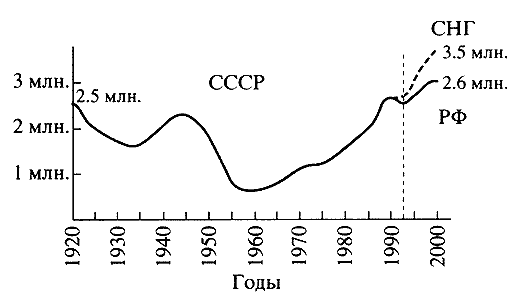 СНГ
3.5 млн.
СССР
3 млн.
2.5 млн.
2.6 млн.
2 млн.
РФ
1 млн.
1920 1930 1940 1950 1960 1970 1980 1990 2000
Годы